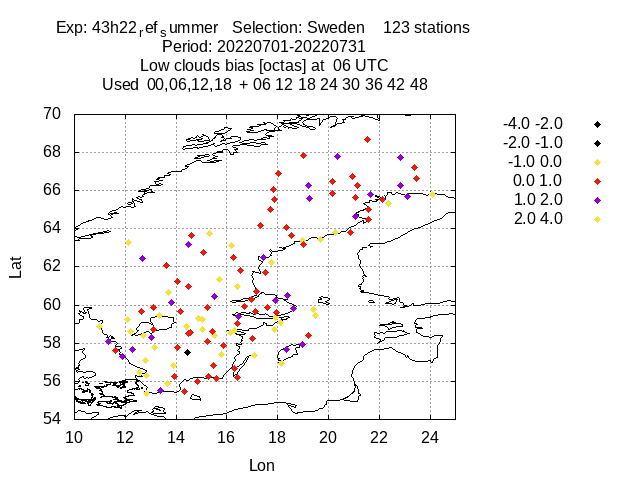 Exp: 43h22ref summer Selection: Sweden 123 stations
Period: 20220701-20220731
Low clouds bias [octas] at 06 UTC
Used 00,06,12,18 + 06 12 18 24 30 36 42 48
70
68
66
64
62
60
58
56
54
Lat
10 12 14 16 18 20 22 24
Lon
-4.0 -2.0
-2.0 -1.0
-1.0 0.0
0.0 1.0
1.0 2.0
2.0 4.0